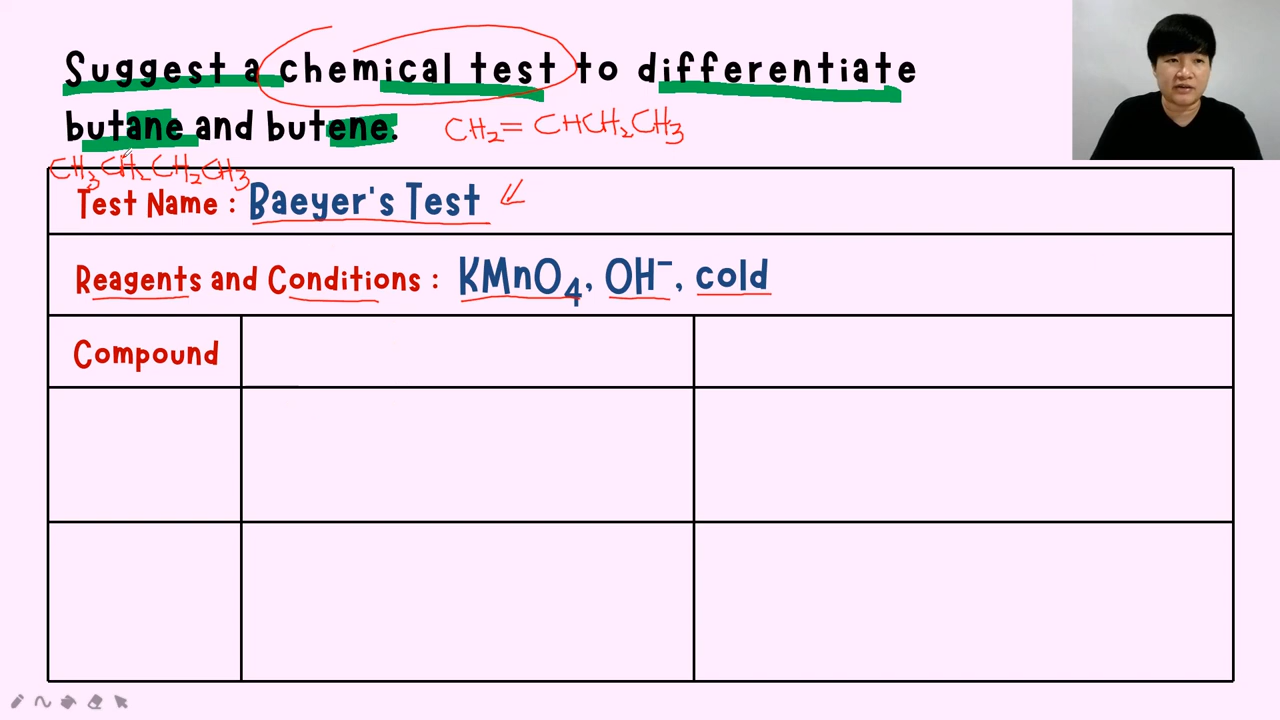 Suggest a chemical test to differentiate
butane and butene. CH₂=CHCH₂CH₃
CH₃CH₂CH₂CH₃
Test Name : Baeyer's Test
Reagents and Conditions : KMnO₄, OH⁻, cold
Compound